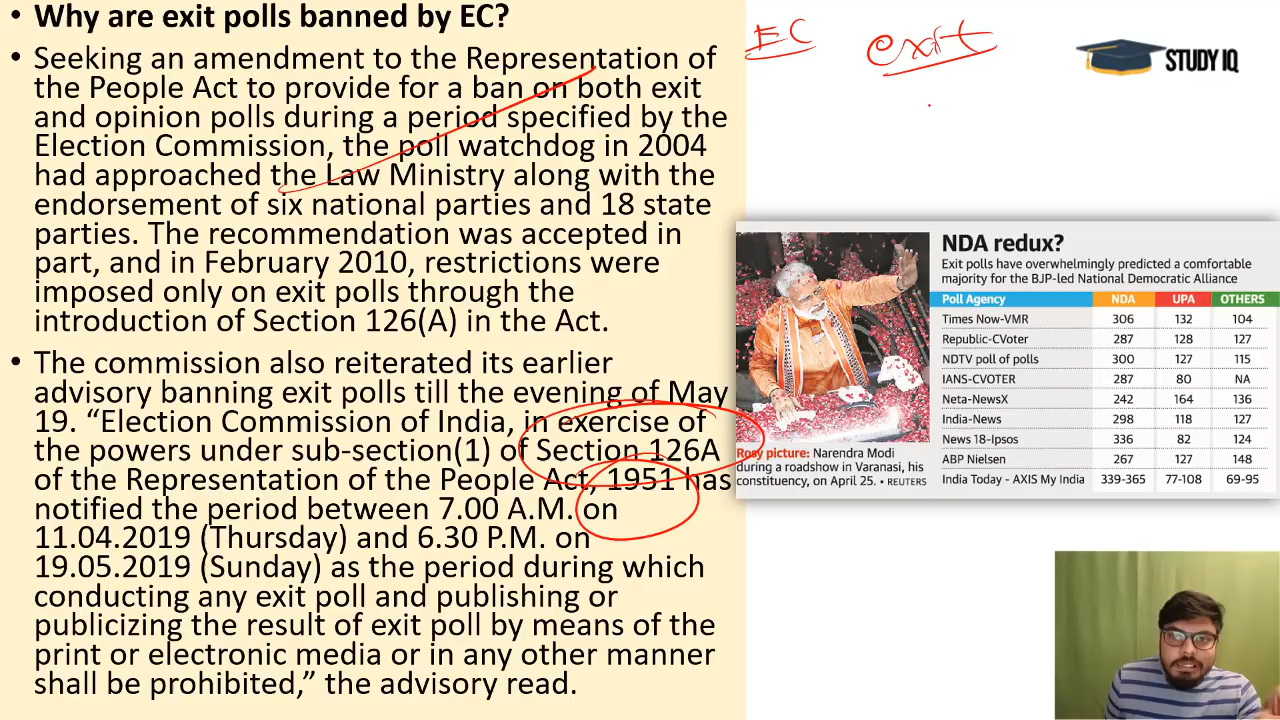 • Why are exit polls banned by EC?
• Seeking an amendment to the Representation of
the People Act to provide for a ban on both exit
and opinion polls during a period specified by the
Election Commission, the poll watchdog in 2004
had approached the Law Ministry along with the
endorsement of six national parties and 18 state
parties. The recommendation was accepted in
part, and in February 2010, restrictions were
imposed only on exit polls through the
introduction of Section 126(A) in the Act.
• The commission also reiterated its earlier
advisory banning exit polls till the evening of May
19. “Election Commission of India, in exercise of
the powers under sub-section(1) of Section 126A
of the Representation of the People Act, 1951 has
notified the period between 7.00 A.M. on
11.04.2019 (Thursday) and 6.30 P.M. on
19.05.2019 (Sunday) as the period during which
conducting any exit poll and publishing or
publicizing the result of exit poll by means of the
print or electronic media or in any other manner
shall be prohibited,” the advisory read.
EC exit
STUDY IQ
NDA redux?
Exit polls have overwhelmingly predicted a comfortable
majority for the BJP-led National Democratic Alliance
Poll Agency NDA UPA OTHERS
Times Now-VMR 306 132 104
Republic-CVoter 287 128 127
NDTV poll of polls 300 127 115
IANS-CVOTER 287 80 NA
Neta-NewsX 242 164 136
India-News 298 118 127
News 18-Ipsos 336 82 124
ABP Nielsen 267 127 148
India Today - AXIS My India 339-365 77-108 69-95
Rosy picture: Narendra Modi
during a roadshow in Varanasi, his
constituency, on April 25. • REUTERS